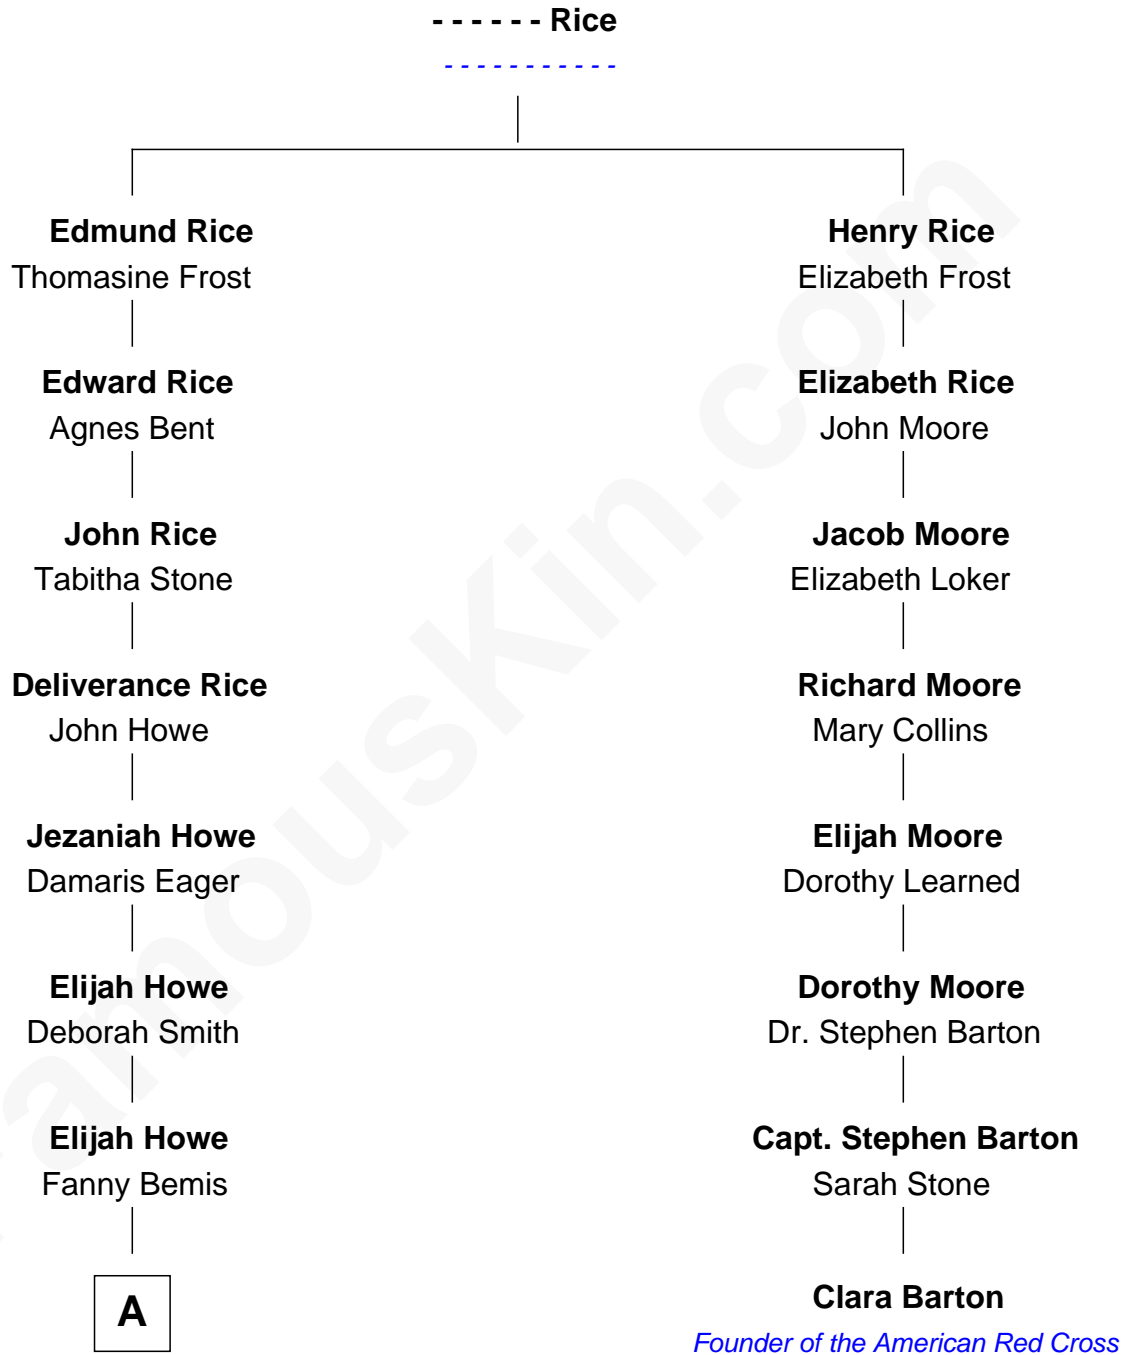 - - - - - - Rice
- - - - - - - - - - -
Edmund Rice
Thomasine Frost
Henry Rice
Elizabeth Frost
Edward Rice
Agnes Bent
Elizabeth Rice
John Moore
John Rice
Tabitha Stone
Jacob Moore
Elizabeth Loker
Deliverance Rice
John Howe
Richard Moore
Mary Collins
Jezaniah Howe
Damaris Eager
Elijah Moore
Dorothy Learned
Elijah Howe
Deborah Smith
Dorothy Moore
Dr. Stephen Barton
Elijah Howe
Fanny Bemis
Capt. Stephen Barton
Sarah Stone
A
Clara Barton
Founder of the American Red Cross
FamousKin.com